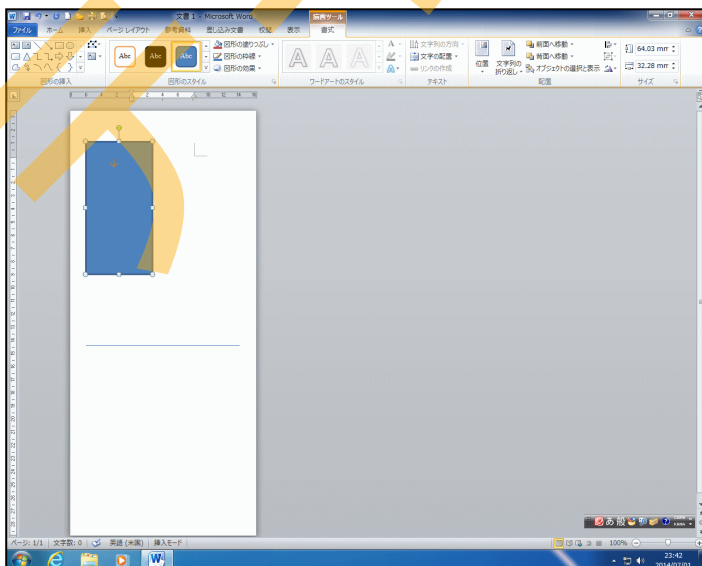 文書 1 - Microsoft Word
描画ツール
ファイル ホーム 挿入 ページ レイアウト 参考資料 差し込み文書 校閲 表示 書式
Abc Abc Abc
図形の塗りつぶし
図形の枠線
図形の効果
A A A
文字列の方向
文字の配置
リンクの作成
位置
文字列の
折り返し
前面へ移動
背面へ移動
オブジェクトの選択と表示
64.03 mm
32.28 mm
図形の挿入 図形のスタイル ワードアートのスタイル テキスト 配置 サイズ
あ 般
CAPS
KANA
ページ: 1/1 文字数: 0 英語 (米国) 挿入モード 100%
23:42
2014/07/01